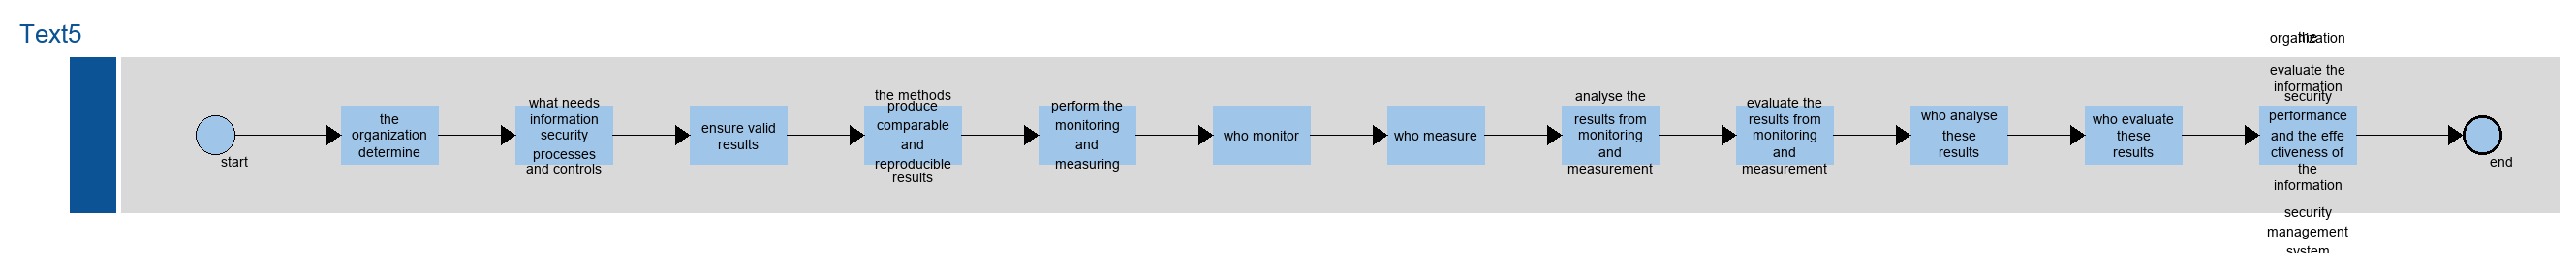 Text5
start
the
organization
determine
what needs
information
security
processes
and controls
ensure valid
results
the methods
produce
comparable
and
reproducible
results
perform the
monitoring
and
measuring
who monitor
who measure
analyse the
results from
monitoring
and
measurement
evaluate the
results from
monitoring
and
measurement
who analyse
these
results
who evaluate
these
results
the
organization
evaluate the
information
security
performance
and the effe
ctiveness of
the
information
security
management
system
end